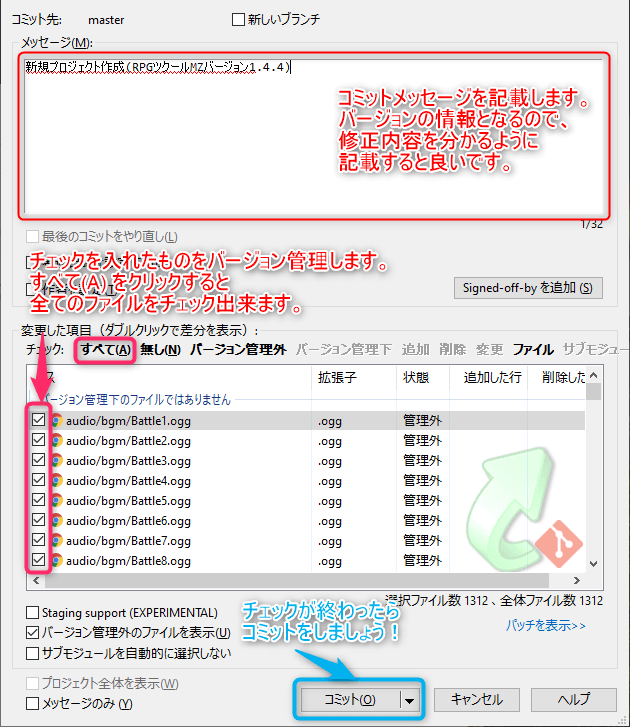 コミット先: master 新しいブランチ
メッセージ(M):
新規プロジェクト作成(RPGツクールMZバージョン1.4.4)
コミットメッセージを記載します。
バージョンの情報となるので、
修正内容を分かるように
記載すると良いです。
1/32
最後のコミットをやり直し(L)
チェックを入れたものをバージョン管理します。
すべて(A) をクリックすると
全てのファイルをチェック出来ます。
Signed-off-by を追加 (S)
変更した項目（ダブルクリックで差分を表示）:
チェック: すべて(A) 無し(N) バージョン管理外 バージョン管理下 追加 削除 変更 ファイル サブモジュー
ス 拡張子 状態 追加した行 削除した
バージョン管理下のファイルではありません
audio/bgm/Battle1.ogg .ogg 管理外
audio/bgm/Battle2.ogg .ogg 管理外
audio/bgm/Battle3.ogg .ogg 管理外
audio/bgm/Battle4.ogg .ogg 管理外
audio/bgm/Battle5.ogg .ogg 管理外
audio/bgm/Battle6.ogg .ogg 管理外
audio/bgm/Battle7.ogg .ogg 管理外
audio/bgm/Battle8.ogg .ogg 管理外
選択ファイル数 1312 、全体ファイル数 1312
パッチを表示>>
チェックが終わったら
コミットをしましょう！
Staging support (EXPERIMENTAL)
バージョン管理外のファイルを表示(U)
サブモジュールを自動的に選択しない
プロジェクト全体を表示(W)
メッセージのみ (Y)
コミット(O) キャンセル ヘルプ